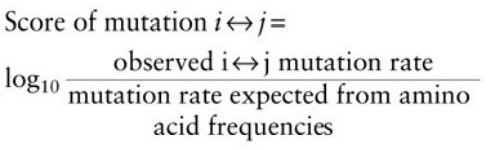 Score of mutation i↔j=
log10 observed i↔j mutation rate
mutation rate expected from amino
acid frequencies